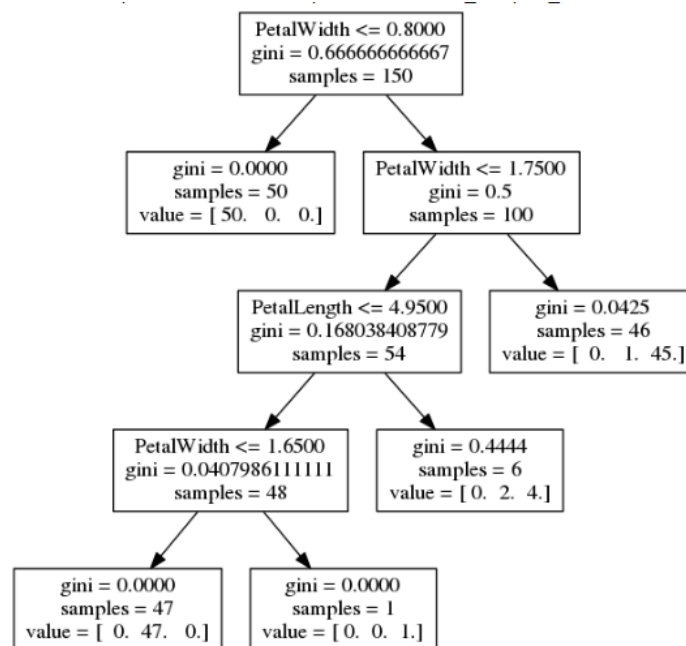 PetalWidth <= 0.8000
gini = 0.666666666667
samples = 150
gini = 0.0000
samples = 50
value = [ 50. 0. 0.]
PetalWidth <= 1.7500
gini = 0.5
samples = 100
PetalLength <= 4.9500
gini = 0.168038408779
samples = 54
gini = 0.0425
samples = 46
value = [ 0. 1. 45.]
PetalWidth <= 1.6500
gini = 0.0407986111111
samples = 48
gini = 0.4444
samples = 6
value = [ 0. 2. 4.]
gini = 0.0000
samples = 47
value = [ 0. 47. 0.]
gini = 0.0000
samples = 1
value = [ 0. 0. 1.]